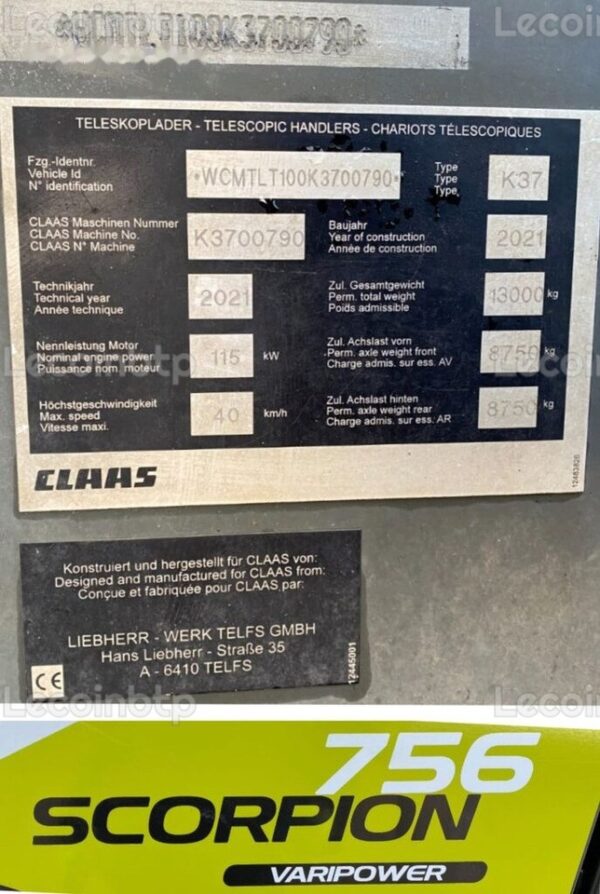 Lecoinbtp
TELESKOPLADER - TELESCOPIC HANDLERS - CHARIOTS TÉLESCOPIQUES
Fzg.-Identnr.
Vehicle Id
N° identification
*WCMTLT100K3700790*
Type
Type
Type
K37
CLAAS Maschinen Nummer
CLAAS Machine No.
CLAAS N° Machine
K3700790
Baujahr
Year of construction
Année de construction
2021
Technikjahr
Technical year
Année technique
2021
Zul. Gesamtgewicht
Perm. total weight
Poids admissible
13000 kg
Nennleistung Motor
Nominal engine power
Puissance nom. moteur
115 kW
Zul. Achslast vorn
Perm. axle weight front
Charge admis. sur ess. AV
8750 kg
Höchstgeschwindigkeit
Max. speed
Vitesse maxi.
40 km/h
Zul. Achslast hinten
Perm. axle weight rear
Charge admis. sur ess. AR
8750 kg
CLAAS
Konstruiert und hergestellt für CLAAS von:
Designed and manufactured for CLAAS from:
Conçue et fabriquée pour CLAAS par:
LIEBHERR - WERK TELFS GMBH
Hans Liebherr - Straße 35
A - 6410 TELFS
CE
12445001
Lecoinbtp
756
SCORPION
VARIPOWER